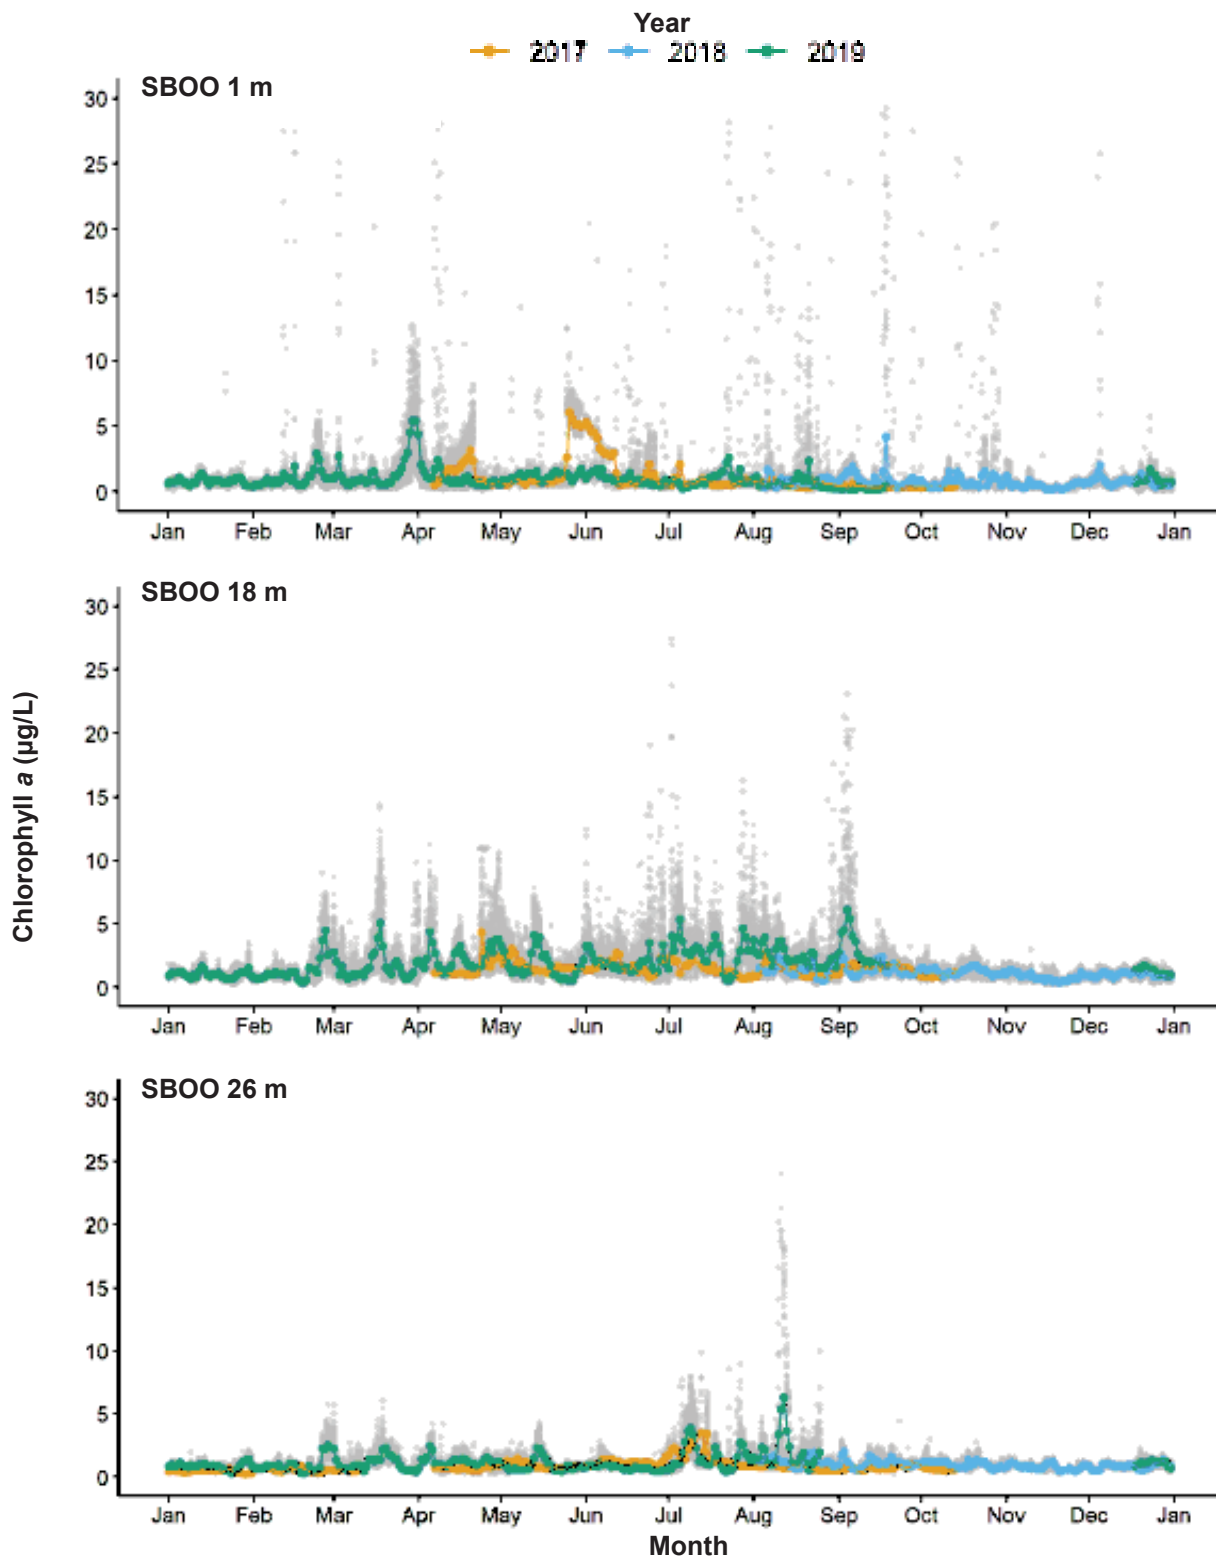 Year
2017 2018 2019
SBOO 1 m
30
25
20
15
10
5
0
Jan Feb Mar Apr May Jun Jul Aug Sep Oct Nov Dec Jan
SBOO 18 m
30
25
20
15
10
5
0
Jan Feb Mar Apr May Jun Jul Aug Sep Oct Nov Dec Jan
Chlorophyll a (µg/L)
SBOO 26 m
30
25
20
15
10
5
0
Jan Feb Mar Apr May Jun Jul Aug Sep Oct Nov Dec Jan
Month